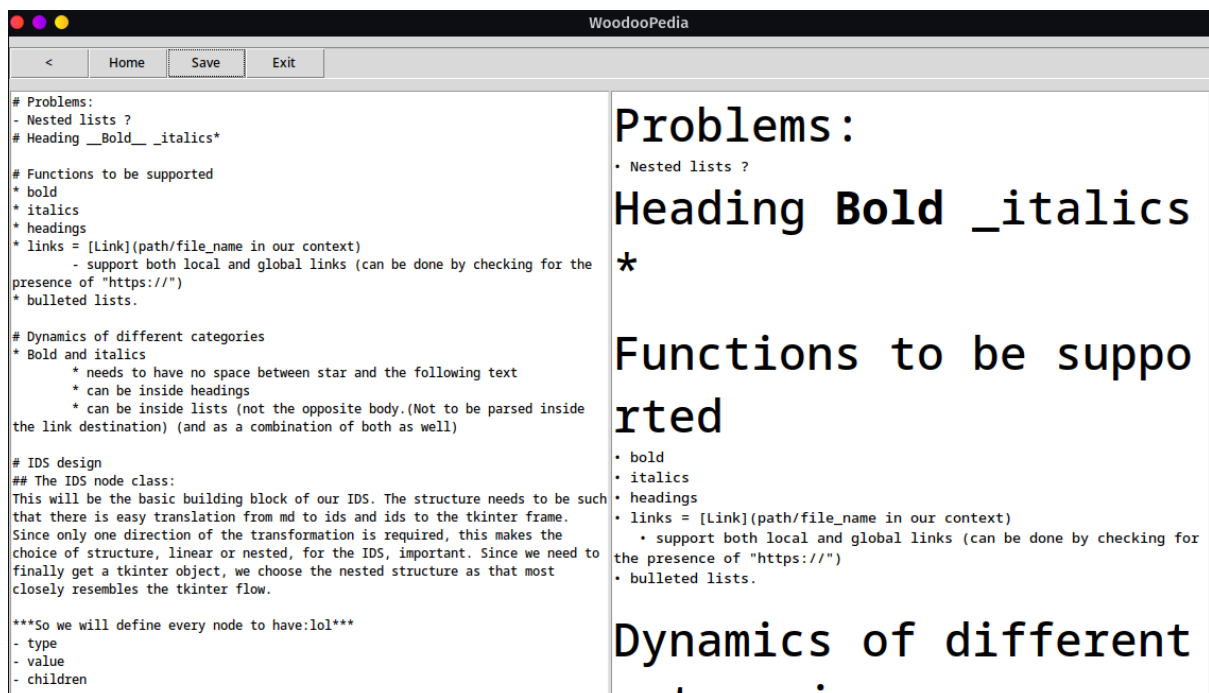 WoodooPedia
< Home Save Exit
# Problems:
- Nested lists ?
# Heading __Bold__ _italics*
# Functions to be supported
* bold
* italics
* headings
* links = [Link](path/file_name in our context)
- support both local and global links (can be done by checking for the
presence of "https://")
* bulleted lists.
# Dynamics of different categories
* Bold and italics
* needs to have no space between star and the following text
* can be inside headings
* can be inside lists (not the opposite body.(Not to be parsed inside
the link destination) (and as a combination of both as well)
# IDS design
## The IDS node class:
This will be the basic building block of our IDS. The structure needs to be such
that there is easy translation from md to ids and ids to the tkinter frame.
Since only one direction of the transformation is required, this makes the
choice of structure, linear or nested, for the IDS, important. Since we need to
finally get a tkinter object, we choose the nested structure as that most
closely resembles the tkinter flow.
***So we will define every node to have:lol***
- type
- value
- children
Problems:
• Nested lists ?
Heading Bold _italics
*
Functions to be suppo
rted
• bold
• italics
• headings
• links = [Link](path/file_name in our context)
• support both local and global links (can be done by checking for
the presence of "https://")
• bulleted lists.
Dynamics of different